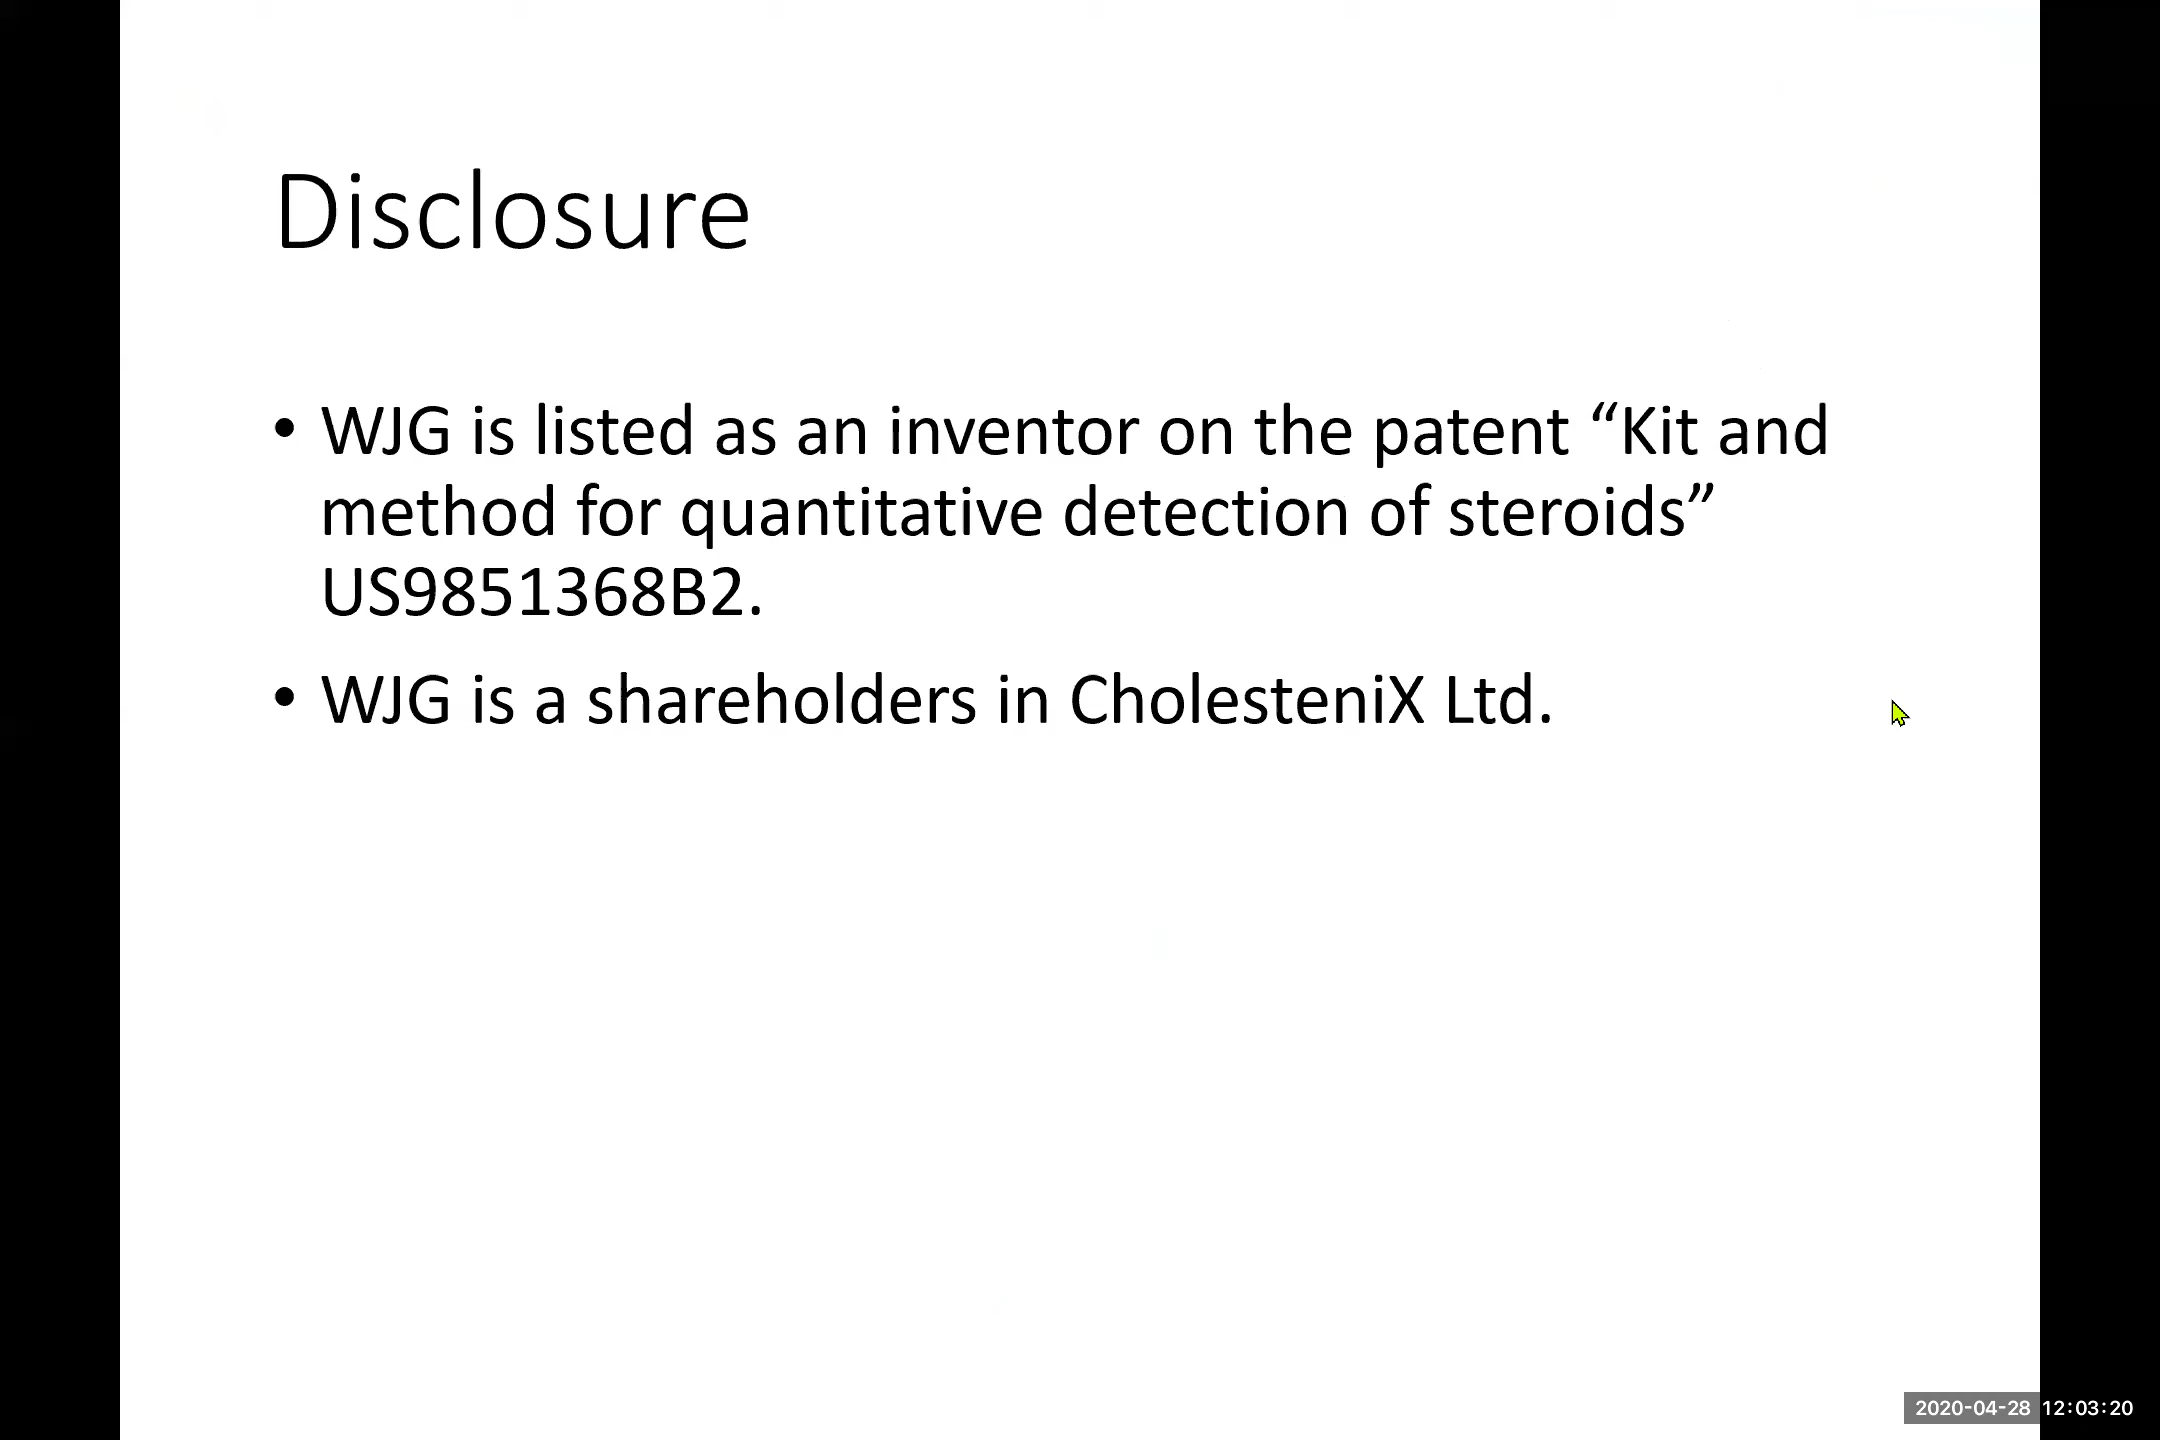 Disclosure
• WJG is listed as an inventor on the patent “Kit and
method for quantitative detection of steroids”
US9851368B2.
• WJG is a shareholders in CholesteniX Ltd.
2020-04-28 12:03:20